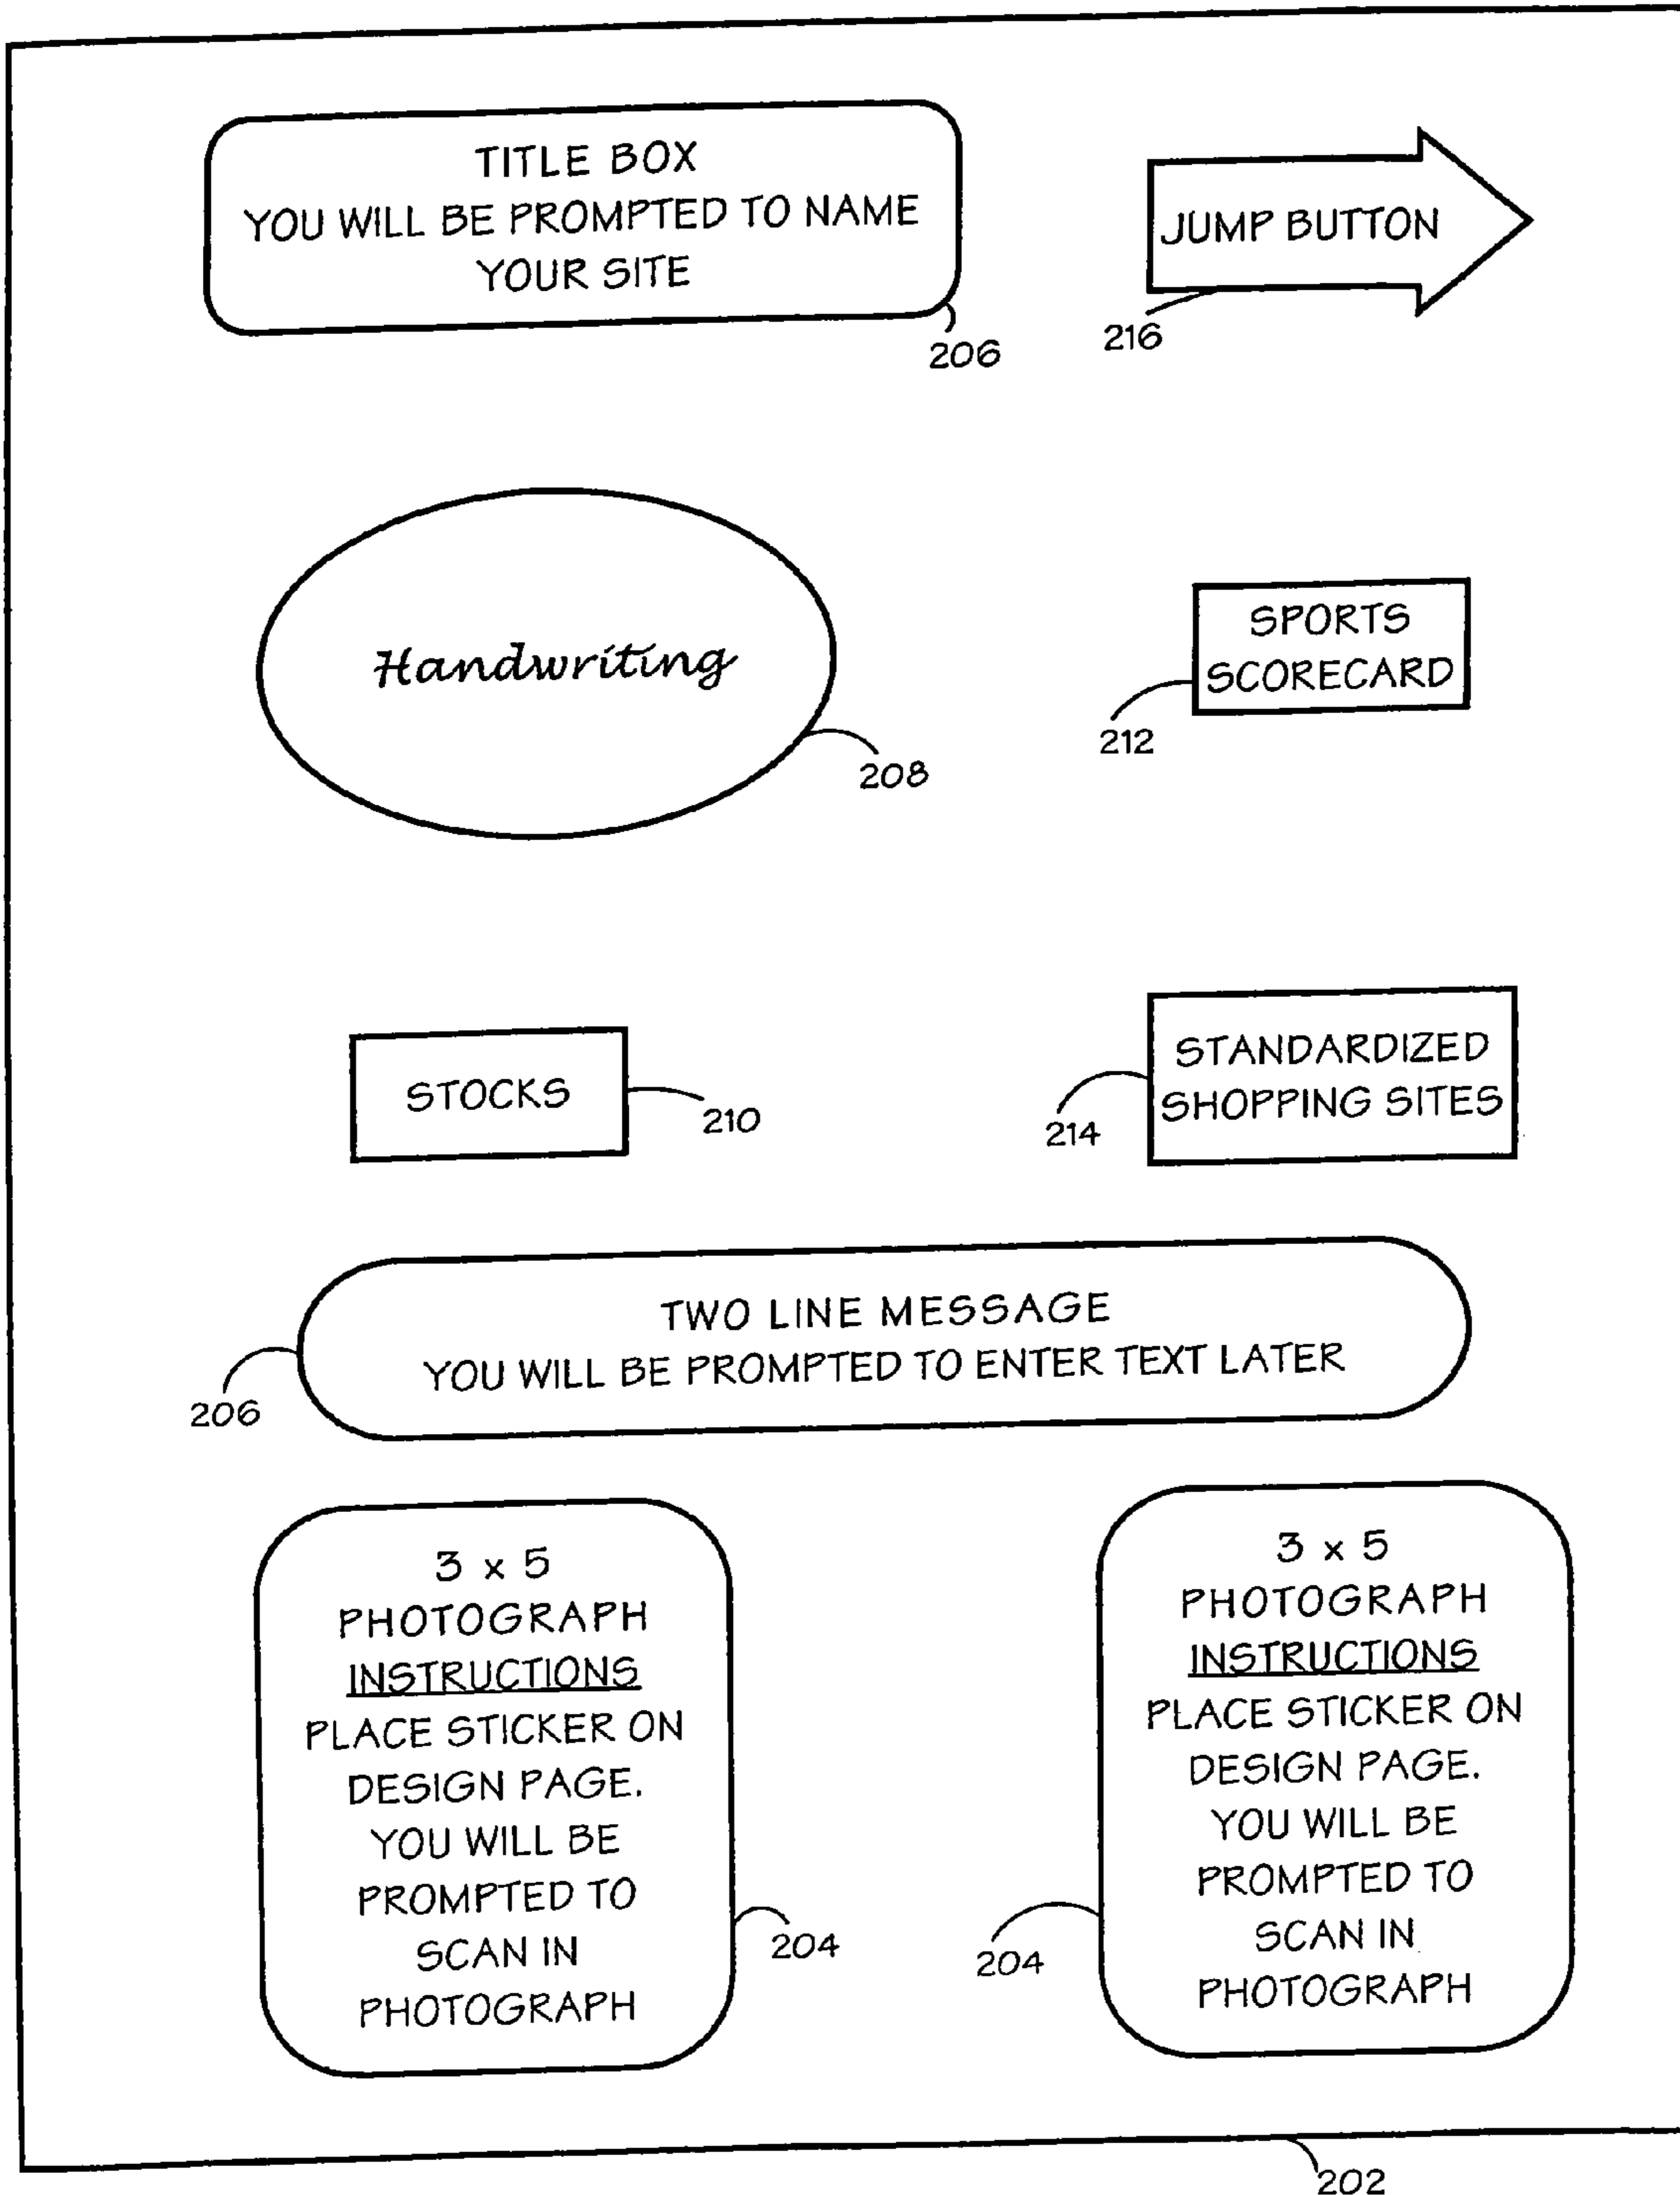 TITLE BOX
YOU WILL BE PROMPTED TO NAME
YOUR SITE
206
JUMP BUTTON
216
Handwriting
208
SPORTS
SCORECARD
212
STOCKS
210
STANDARDIZED
SHOPPING SITES
214
TWO LINE MESSAGE
YOU WILL BE PROMPTED TO ENTER TEXT LATER
206
3 x 5
PHOTOGRAPH
INSTRUCTIONS
PLACE STICKER ON
DESIGN PAGE.
YOU WILL BE
PROMPTED TO
SCAN IN
PHOTOGRAPH
204
3 x 5
PHOTOGRAPH
INSTRUCTIONS
PLACE STICKER ON
DESIGN PAGE.
YOU WILL BE
PROMPTED TO
SCAN IN
PHOTOGRAPH
204
202